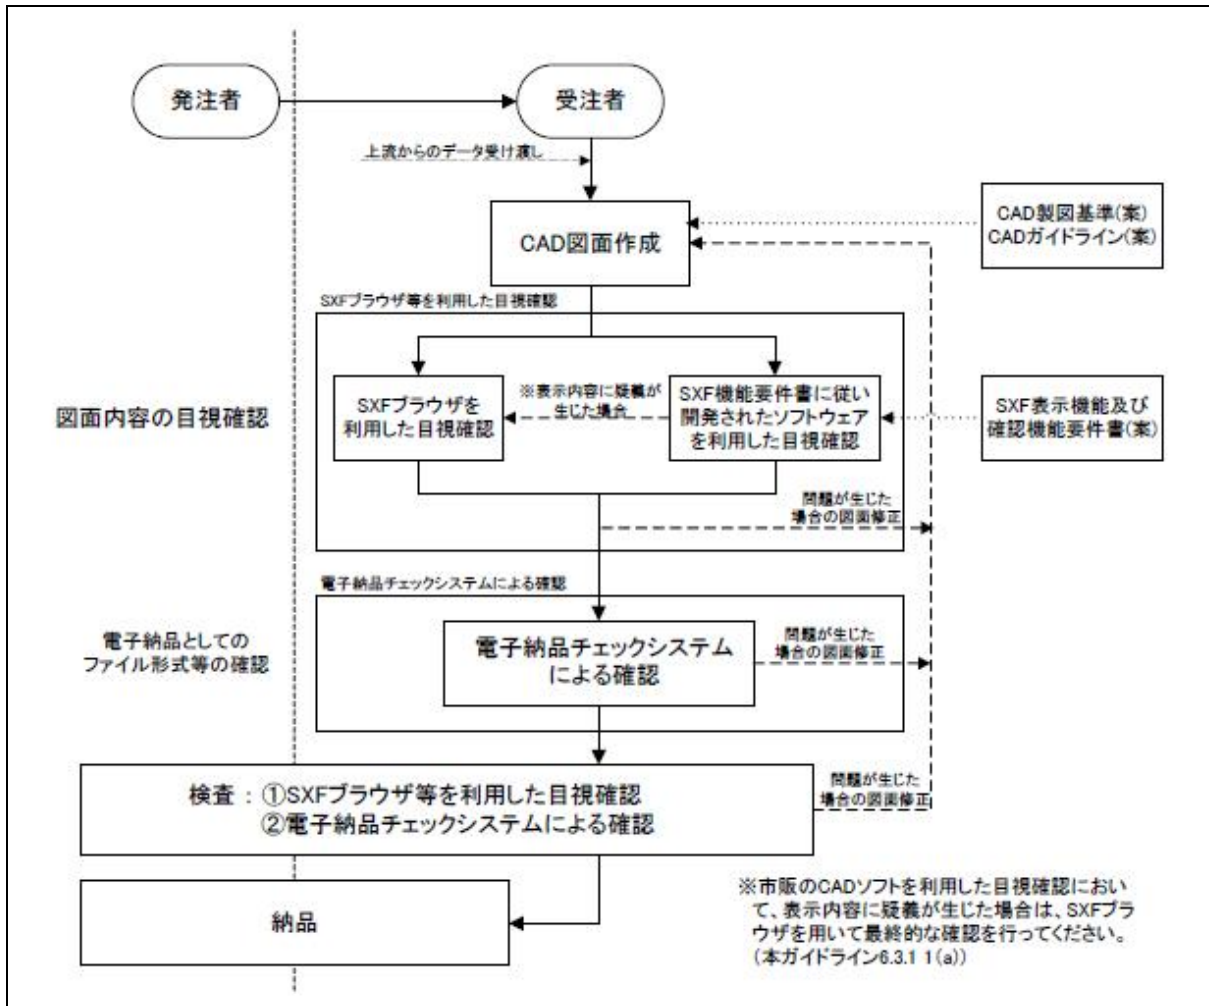 発注者
受注者
上流からのデータ受け渡し
CAD図面作成
CAD製図基準(案)
CADガイドライン(案)
SXFブラウザ等を利用した目視確認
図面内容の目視確認
SXFブラウザを
利用した目視確認
※表示内容に疑義が
生じた場合
SXF機能要件書に従い
開発されたソフトウェア
を利用した目視確認
SXF表示機能及び
確認機能要件書(案)
問題が生じた
場合の図面修正
電子納品チェックシステムによる確認
電子納品としての
ファイル形式等の確認
電子納品チェックシステム
による確認
問題が生じた
場合の図面修正
検査：①SXFブラウザ等を利用した目視確認
②電子納品チェックシステムによる確認
問題が生じた
場合の図面修正
納品
※市販のCADソフトを利用した目視確認におい
て、表示内容に疑義が生じた場合は、SXFブラ
ウザを用いて最終的な確認を行ってください。
（本ガイドライン6.3.1 1(a)）